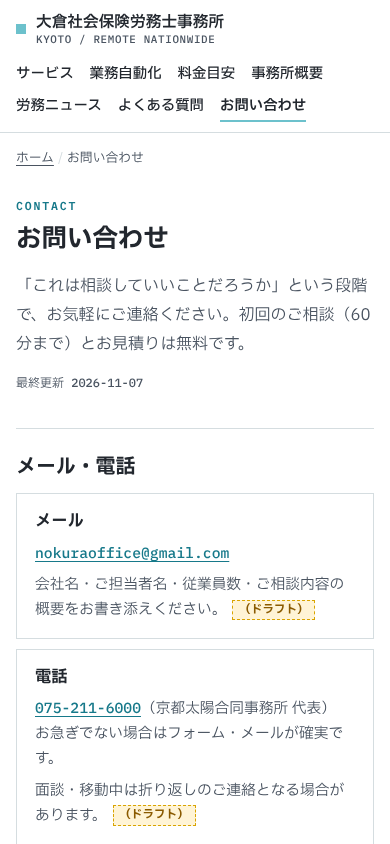 大倉社会保険労務士事務所
KYOTO / REMOTE NATIONWIDE
サービス 業務自動化 料金目安 事務所概要
労務ニュース よくある質問 お問い合わせ
ホーム / お問い合わせ
CONTACT
お問い合わせ
「これは相談していいことだろうか」という段階
で、お気軽にご連絡ください。初回のご相談（60
分まで）とお見積りは無料です。
最終更新 2026-11-07
メール・電話
メール
nokuraoffice@gmail.com
会社名・ご担当者名・従業員数・ご相談内容の
概要をお書き添えください。（ドラフト）
電話
075-211-6000（京都太陽合同事務所 代表）
お急ぎでない場合はフォーム・メールが確実で
す。
面談・移動中は折り返しのご連絡となる場合が
あります。（ドラフト）